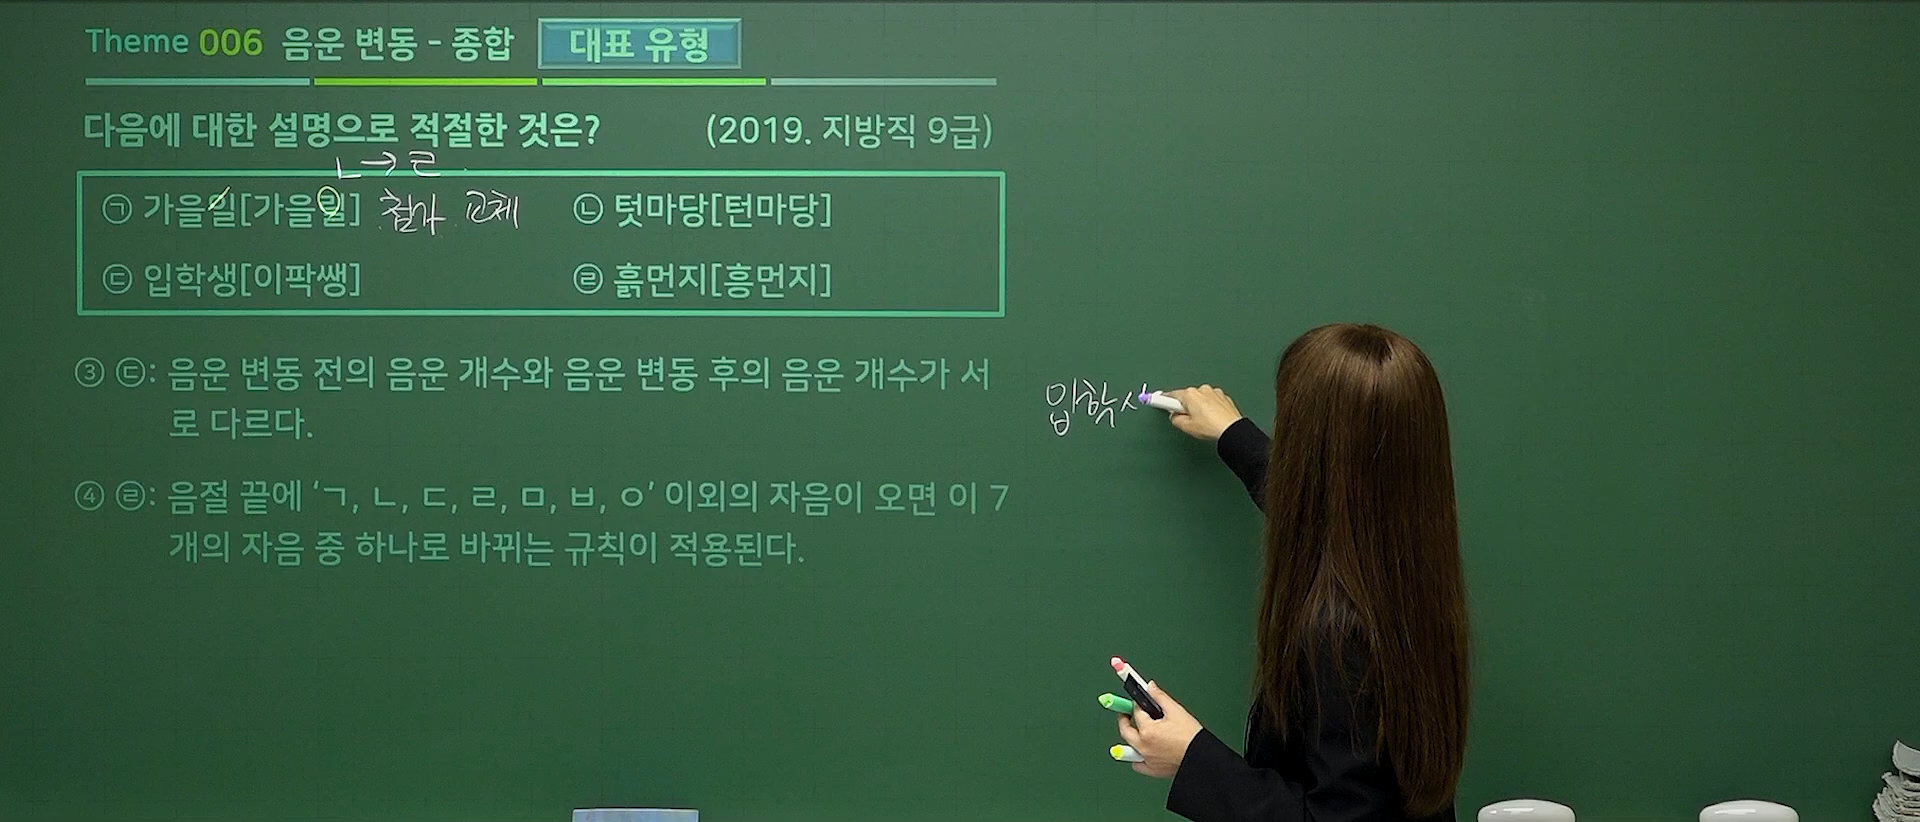 Theme 006 음운 변동 - 종합 대표 유형
다음에 대한 설명으로 적절한 것은? (2019. 지방직 9급)
ㄴ→ㄹ
㉠ 가을일[가을릴] 첨가 교체 ㉡ 텃마당[턴마당]
㉢ 입학생[이팍쌩] ㉣ 흙먼지[흥먼지]
③ ㉢: 음운 변동 전의 음운 개수와 음운 변동 후의 음운 개수가 서
로 다르다.
입학ㅅ
④ ㉣: 음절 끝에 ‘ㄱ, ㄴ, ㄷ, ㄹ, ㅁ, ㅂ, ㅇ’ 이외의 자음이 오면 이 7
개의 자음 중 하나로 바뀌는 규칙이 적용된다.